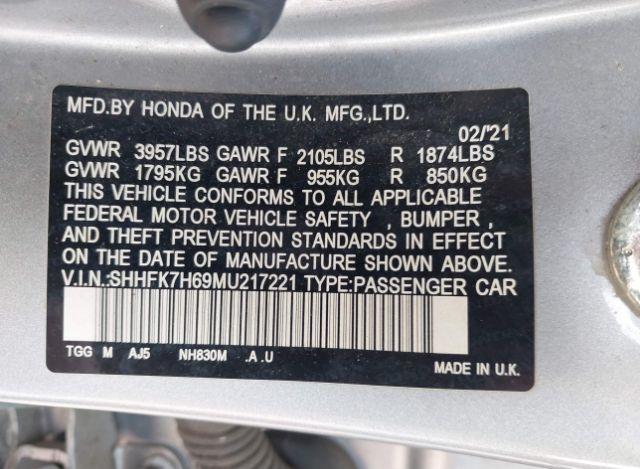 MFD.BY HONDA OF THE U.K. MFG.,LTD.
02/'21
GVWR 3957LBS GAWR F 2105LBS R 1874LBS
GVWR 1795KG GAWR F 955KG R 850KG
THIS VEHICLE CONFORMS TO ALL APPLICABLE
FEDERAL MOTOR VEHICLE SAFETY , BUMPER ,
AND THEFT PREVENTION STANDARDS IN EFFECT
ON THE DATE OF MANUFACTURE SHOWN ABOVE.
V.I.N.:SHHFK7H69MU217221 TYPE:PASSENGER CAR
TGG M AJ5 NH830M .A .U MADE IN U.K.